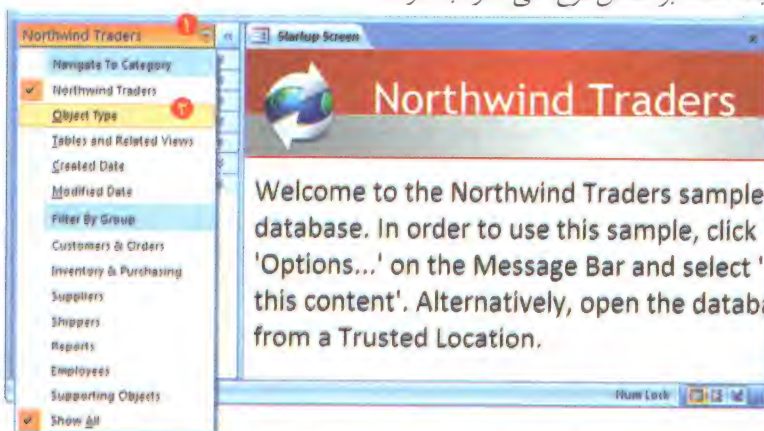 Northwind Traders ۱
Navigate To Category
Northwind Traders
Object Type ۲
Tables and Related Views
Created Date
Modified Date
Filter By Group
Customers & Orders
Inventory & Purchasing
Suppliers
Shippers
Reports
Employees
Supporting Objects
Show All
Startup Screen
Northwind Traders
Welcome to the Northwind Traders sample
database. In order to use this sample, click
'Options...' on the Message Bar and select '
this content'. Alternatively, open the databa
from a Trusted Location.
Num Lock